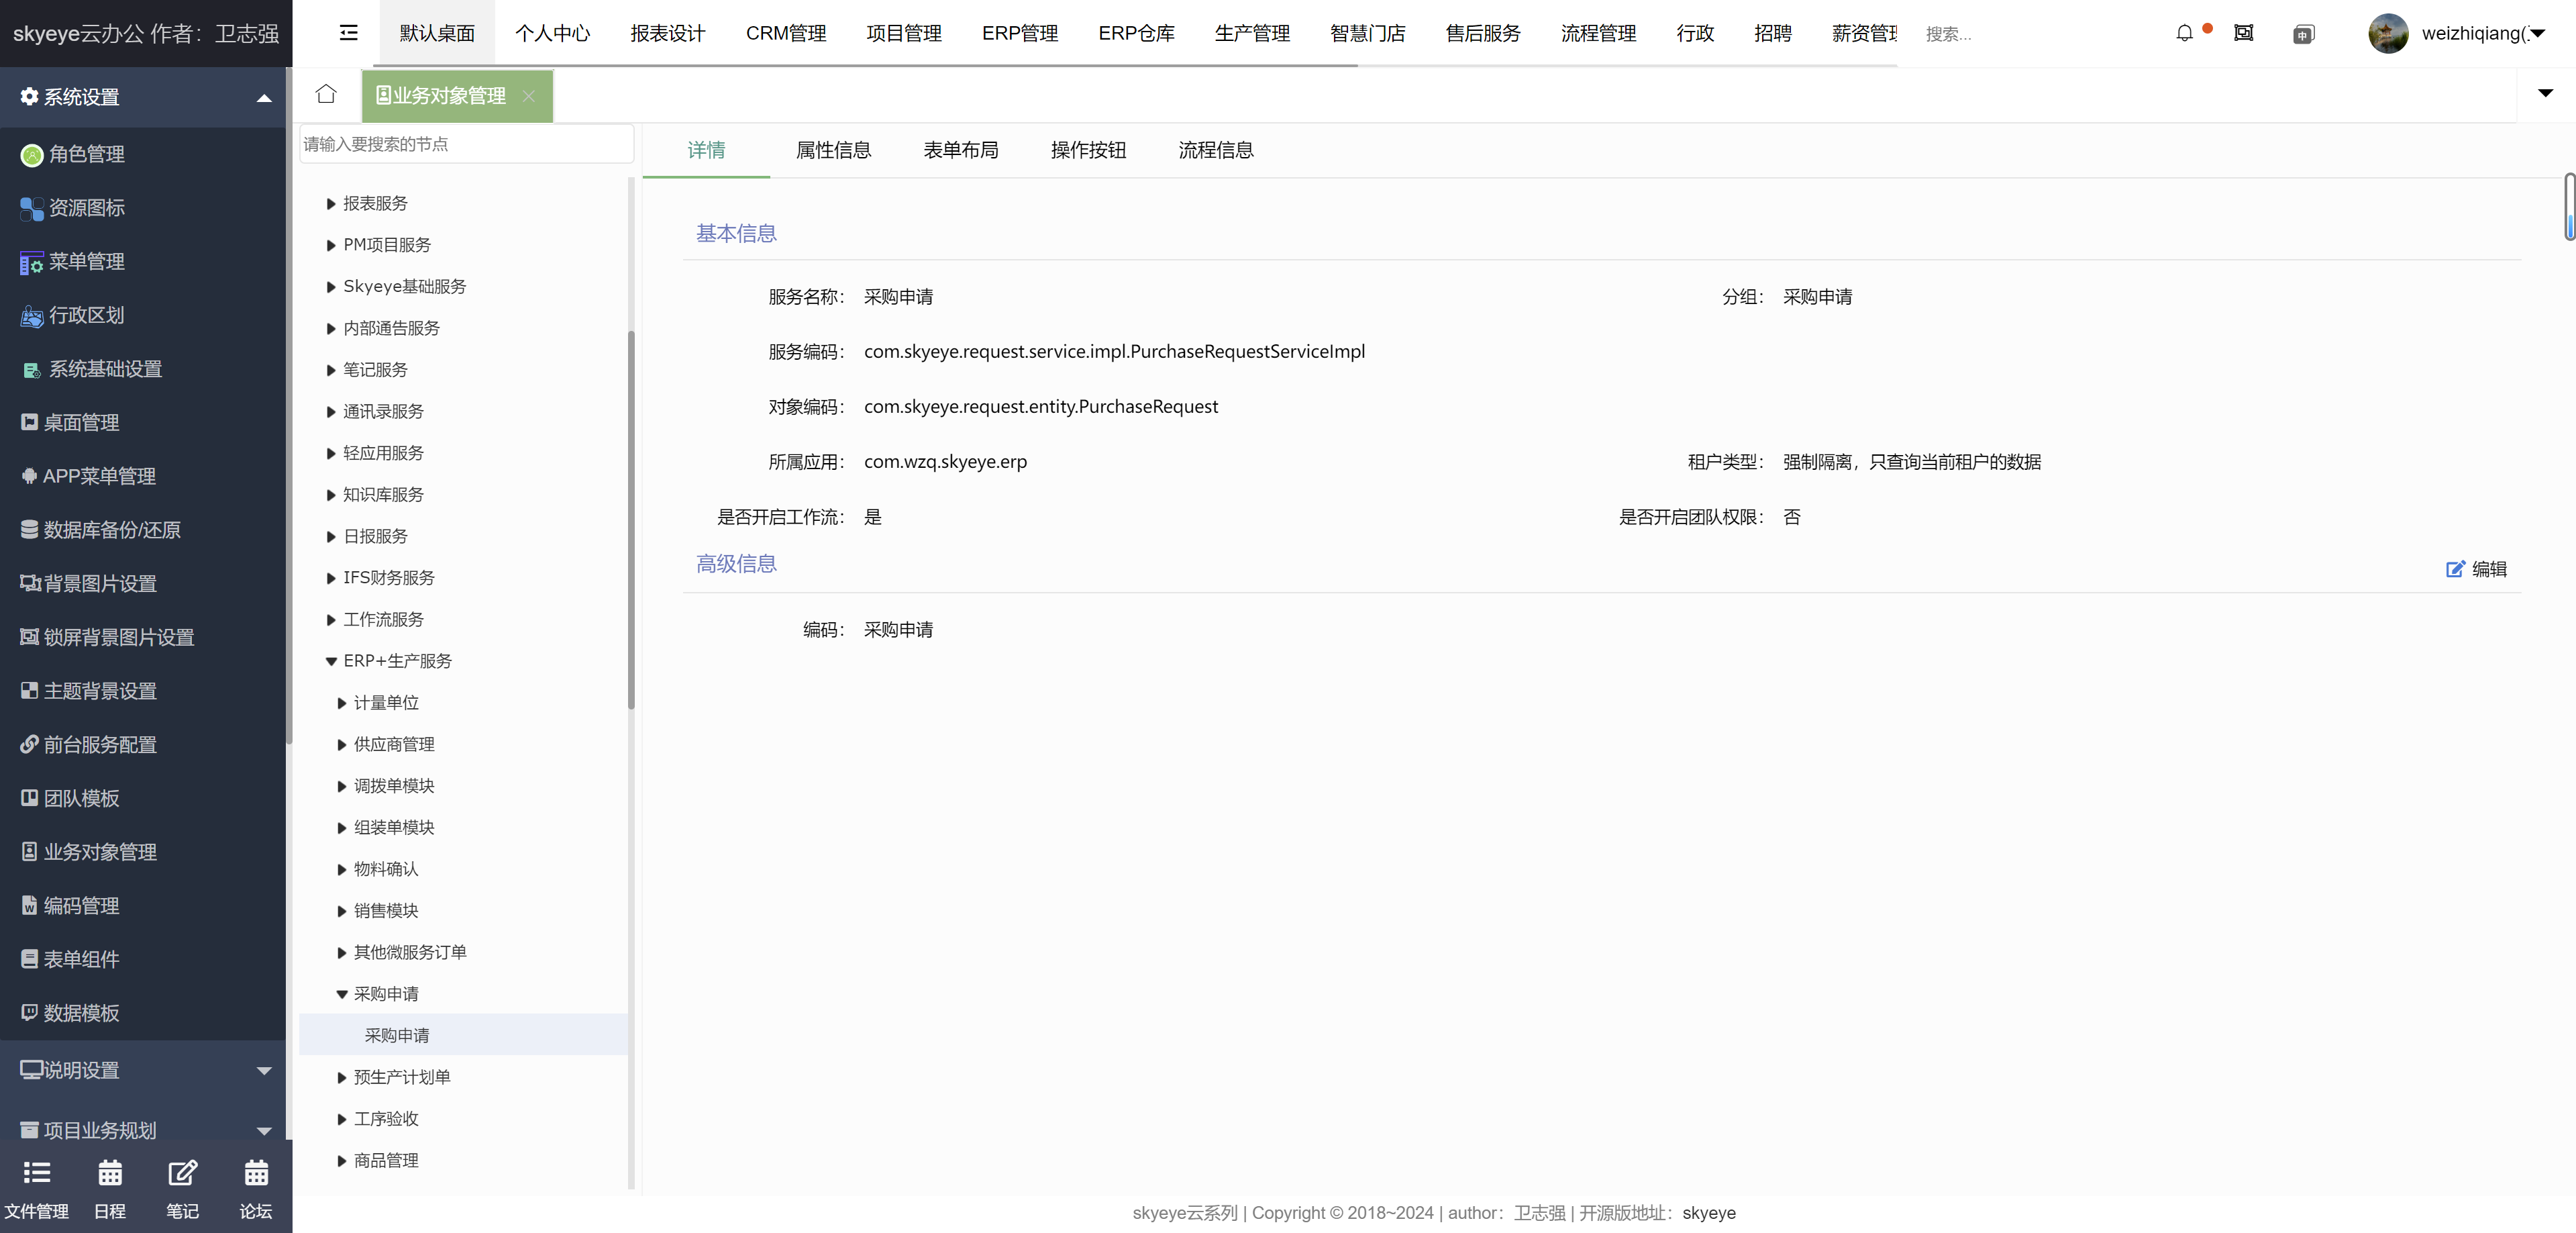 skyeye云办公 作者：卫志强
默认桌面 个人中心 报表设计 CRM管理 项目管理 ERP管理 ERP仓库 生产管理 智慧门店 售后服务 流程管理 行政 招聘 薪资管理 搜索... weizhiqiang(
系统设置
角色管理
资源图标
菜单管理
行政区划
系统基础设置
桌面管理
APP菜单管理
数据库备份/还原
背景图片设置
锁屏背景图片设置
主题背景设置
前台服务配置
团队模板
业务对象管理
编码管理
表单组件
数据模板
说明设置
项目业务规划
文件管理 日程 笔记 论坛
业务对象管理
请输入要搜索的节点
报表服务
PM项目服务
Skyeye基础服务
内部通告服务
笔记服务
通讯录服务
轻应用服务
知识库服务
日报服务
IFS财务服务
工作流服务
ERP+生产服务
计量单位
供应商管理
调拨单模块
组装单模块
物料确认
销售模块
其他微服务订单
采购申请
采购申请
预生产计划单
工序验收
商品管理
详情 属性信息 表单布局 操作按钮 流程信息
基本信息
服务名称： 采购申请 分组： 采购申请
服务编码： com.skyeye.request.service.impl.PurchaseRequestServiceImpl
对象编码： com.skyeye.request.entity.PurchaseRequest
所属应用： com.wzq.skyeye.erp 租户类型： 强制隔离，只查询当前租户的数据
是否开启工作流： 是 是否开启团队权限： 否
高级信息 编辑
编码： 采购申请
skyeye云系列 | Copyright © 2018~2024 | author：卫志强 | 开源版地址：skyeye